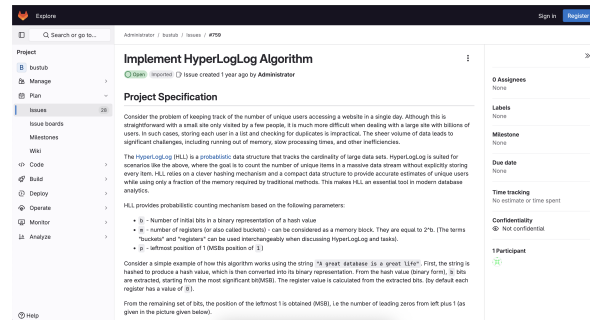 Explore
Sign in
Register
Search or go to...
Administrator / bustub / Issues / #759
Project
B bustub
Manage
Plan
Issues 28
Issue boards
Milestones
Wiki
Code
Build
Deploy
Operate
Monitor
Analyze
Help
Implement HyperLogLog Algorithm
Open Imported Issue created 1 year ago by Administrator
Project Specification
Consider the problem of keeping track of the number of unique users accessing a website in a single day. Although this is
straightforward with a small site only visited by a few people, it is much more difficult when dealing with a large site with billions of
users. In such cases, storing each user in a list and checking for duplicates is impractical. The sheer volume of data leads to
significant challenges, including running out of memory, slow processing times, and other inefficiencies.
The HyperLogLog (HLL) is a probabilistic data structure that tracks the cardinality of large data sets. HyperLogLog is suited for
scenarios like the above, where the goal is to count the number of unique items in a massive data stream without explicitly storing
every item. HLL relies on a clever hashing mechanism and a compact data structure to provide accurate estimates of unique users
while using only a fraction of the memory required by traditional methods. This makes HLL an essential tool in modern database
analytics.
HLL provides probabilistic counting mechanism based on the following parameters:
• b - Number of initial bits in a binary representation of a hash value
• m - number of registers (or also called buckets) - can be considered as a memory block. They are equal to 2^b. (The terms
"buckets" and "registers" can be used interchangeably when discussing HyperLogLog and tasks).
• p - leftmost position of 1 (MSBs position of 1)
Consider a simple example of how this algorithm works using the string "A great database is a great life". First, the string is
hashed to produce a hash value, which is then converted into its binary representation. From the hash value (binary form), b bits
are extracted, starting from the most significant bit(MSB). The register value is calculated from the extracted bits. (by default each
register has a value of 0).
From the remaining set of bits, the position of the leftmost 1 is obtained (MSB), i.e the number of leading zeros from left plus 1 (as
given in the picture given below).
0 Assignees
None
Labels
None
Milestone
None
Due date
None
Time tracking
No estimate or time spent
Confidentiality
Not confidential
1 Participant